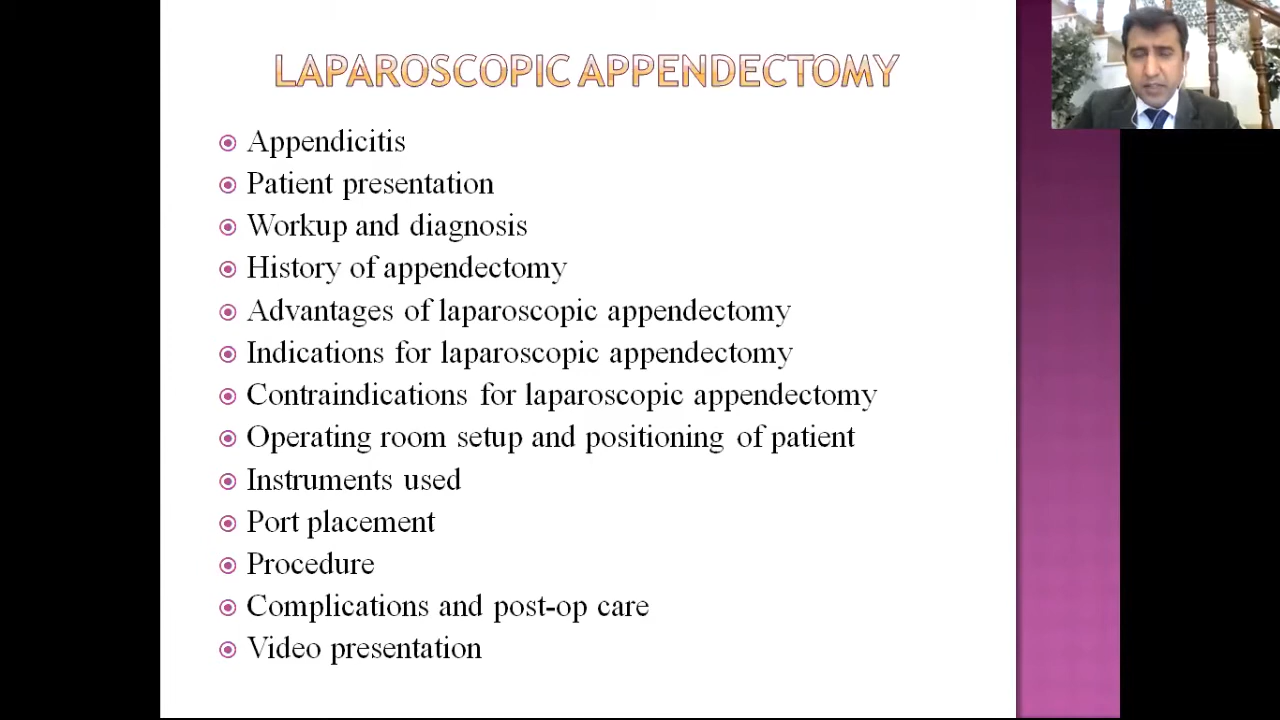 LAPAROSCOPIC APPENDECTOMY
Appendicitis
Patient presentation
Workup and diagnosis
History of appendectomy
Advantages of laparoscopic appendectomy
Indications for laparoscopic appendectomy
Contraindications for laparoscopic appendectomy
Operating room setup and positioning of patient
Instruments used
Port placement
Procedure
Complications and post-op care
Video presentation